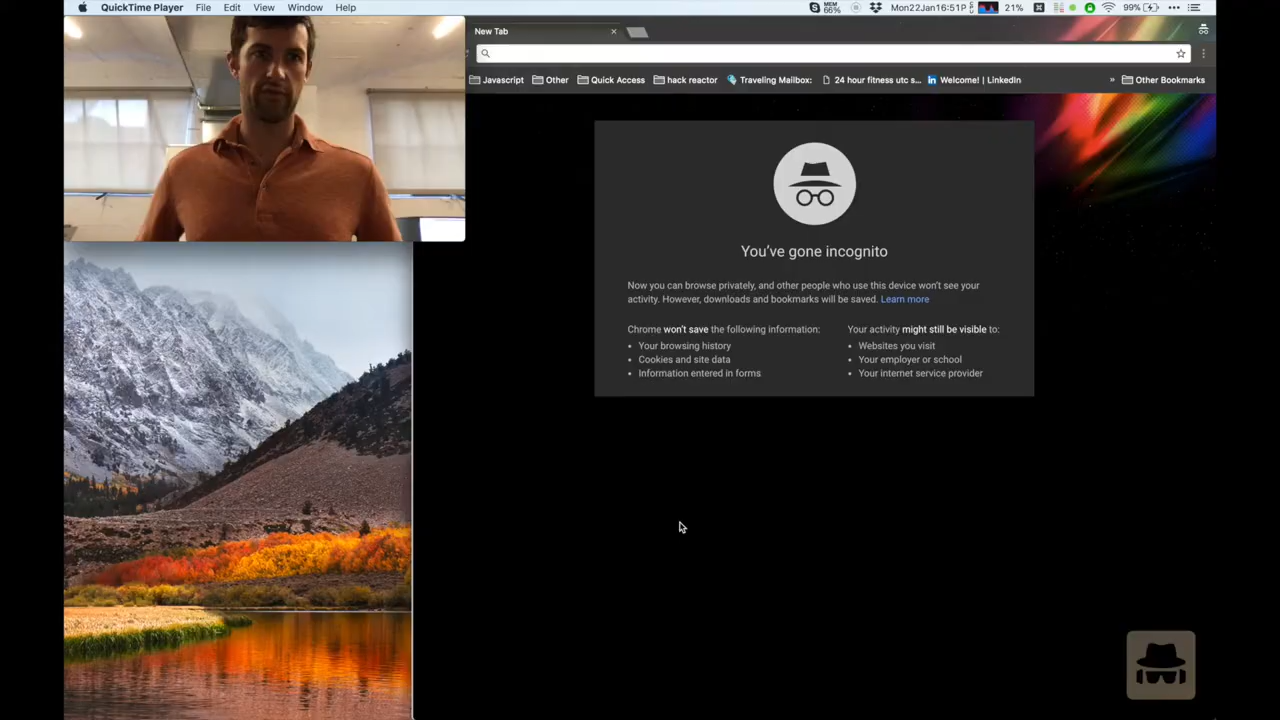 QuickTime Player File Edit View Window Help
MEM 66% Mon22Jan16:51P 21% 99%
New Tab
Javascript Other Quick Access hack reactor Traveling Mailbox: 24 hour fitness utc s... Welcome! | LinkedIn » Other Bookmarks
You've gone incognito
Now you can browse privately, and other people who use this device won't see your
activity. However, downloads and bookmarks will be saved. Learn more
Chrome won't save the following information:
Your browsing history
Cookies and site data
Information entered in forms
Your activity might still be visible to:
Websites you visit
Your employer or school
Your internet service provider